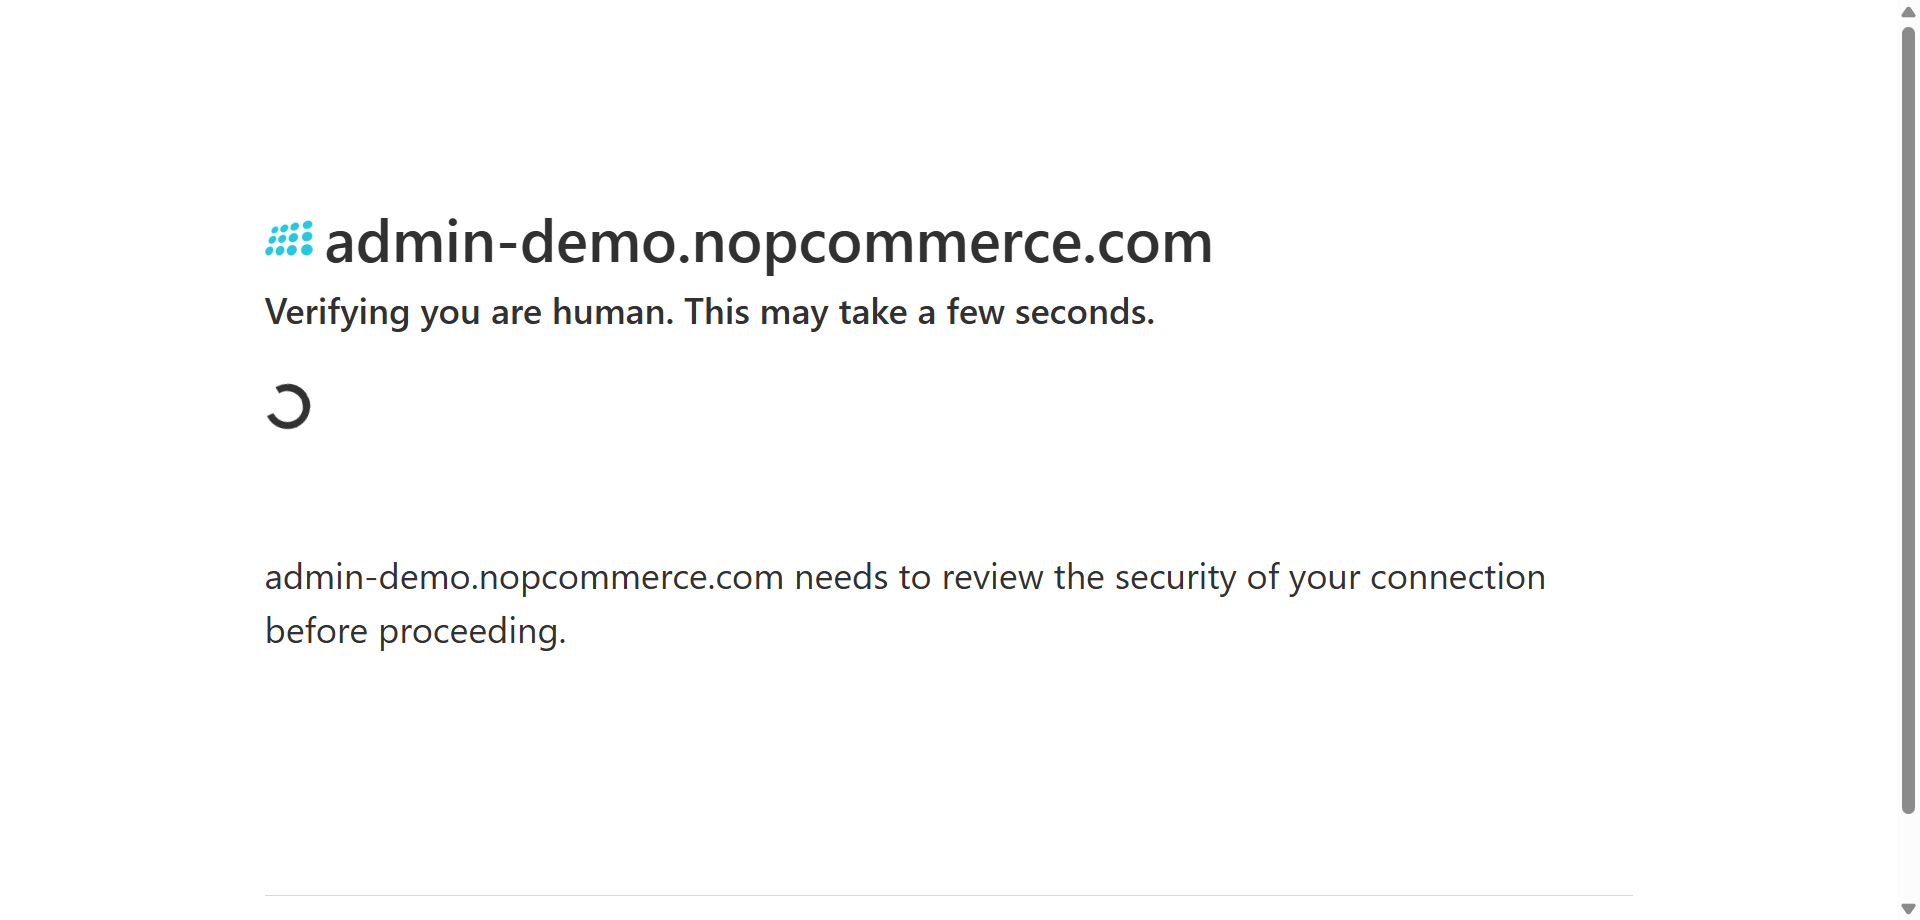 admin-demo.nopcommerce.com
Verifying you are human. This may take a few seconds.
admin-demo.nopcommerce.com needs to review the security of your connection
before proceeding.